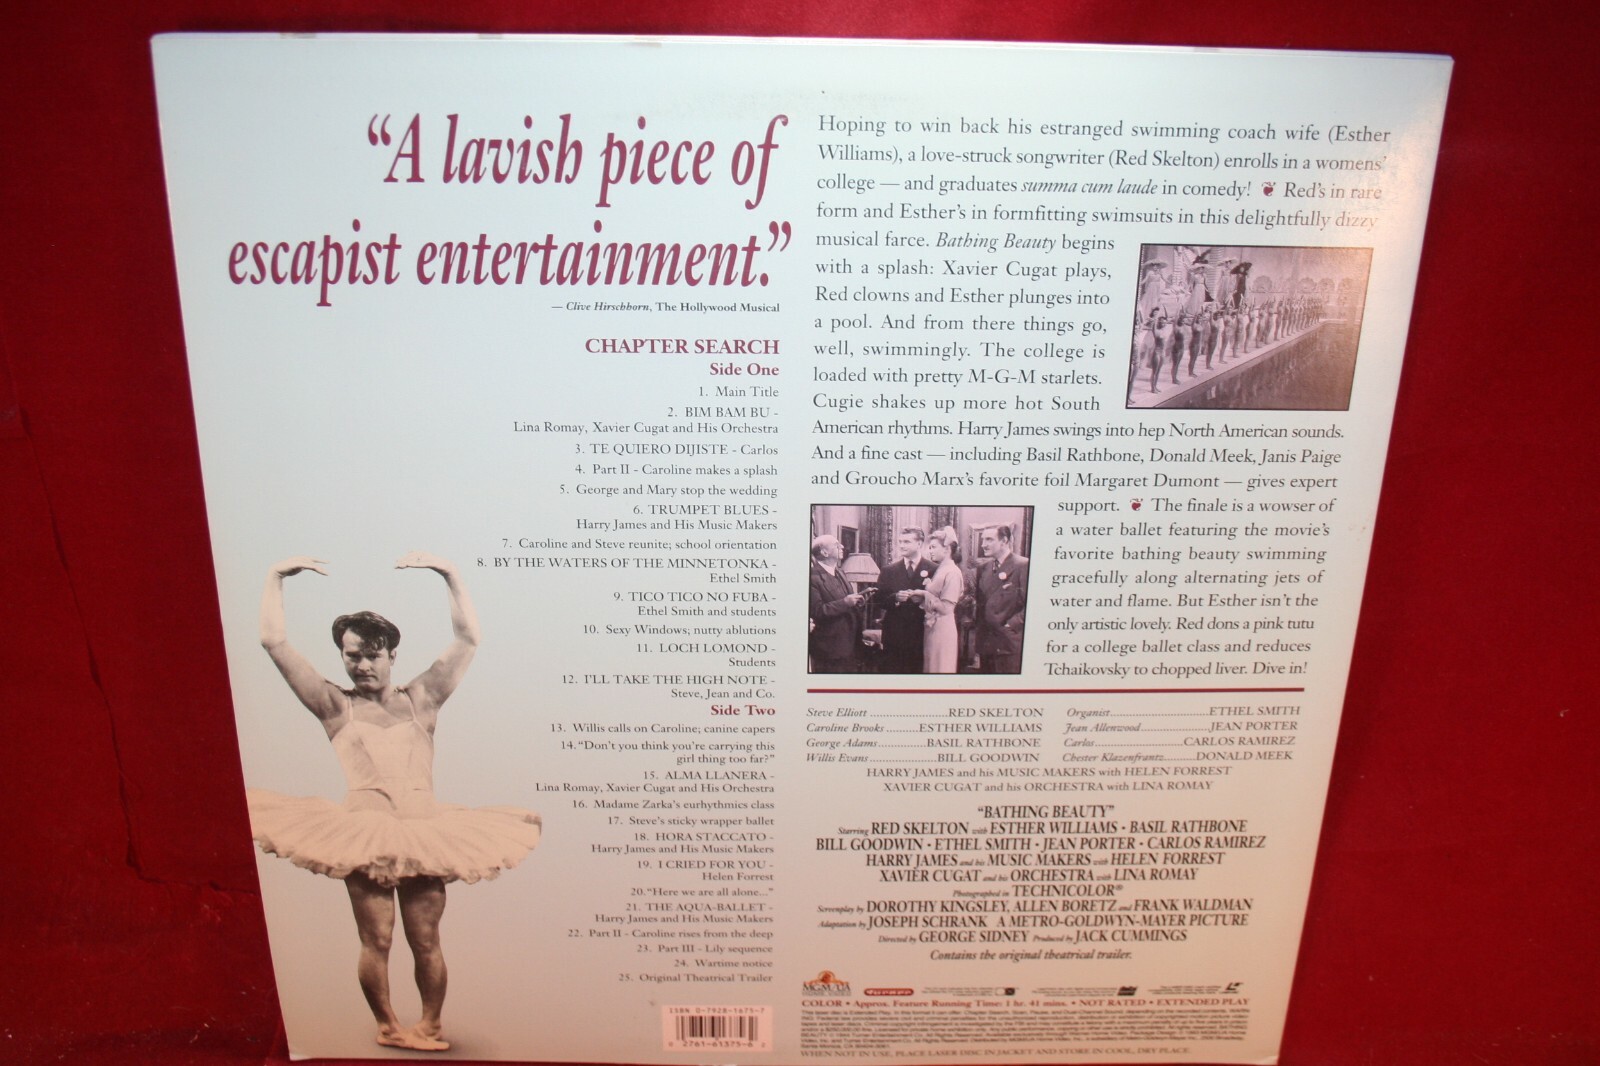 “A lavish piece of
escapist entertainment.”
— Clive Hirschhorn, The Hollywood Musical
CHAPTER SEARCH
Side One
1. Main Title
2. BIM BAM BU -
Lina Romay, Xavier Cugat and His Orchestra
3. TE QUIERO DIJISTE - Carlos
4. Part II - Caroline makes a splash
5. George and Mary stop the wedding
6. TRUMPET BLUES -
Harry James and His Music Makers
7. Caroline and Steve reunite; school orientation
8. BY THE WATERS OF THE MINNETONKA -
Ethel Smith
9. TICO TICO NO FUBA -
Ethel Smith and students
10. Sexy Windows; nutty ablutions
11. LOCH LOMOND -
Students
12. I'LL TAKE THE HIGH NOTE -
Steve, Jean and Co.
Side Two
13. Willis calls on Caroline; canine capers
14. “Don't you think you're carrying this
girl thing too far?”
15. ALMA LLANERA -
Lina Romay, Xavier Cugat and His Orchestra
16. Madame Zarka's eurhythmics class
17. Steve's sticky wrapper ballet
18. HORA STACCATO -
Harry James and His Music Makers
19. I CRIED FOR YOU -
Helen Forrest
20. “Here we are all alone...”
21. THE AQUA-BALLET -
Harry James and His Music Makers
22. Part II - Caroline rises from the deep
23. Part III - Lily sequence
24. Wartime notice
25. Original Theatrical Trailer
ISBN 0-7928-1675-7
0 27616-61375-6 2
Hoping to win back his estranged swimming coach wife (Esther
Williams), a love-struck songwriter (Red Skelton) enrolls in a womens'
college — and graduates summa cum laude in comedy! ❦ Red's in rare
form and Esther's in formfitting swimsuits in this delightfully dizzy
musical farce. Bathing Beauty begins
with a splash: Xavier Cugat plays,
Red clowns and Esther plunges into
a pool. And from there things go,
well, swimmingly. The college is
loaded with pretty M-G-M starlets.
Cugie shakes up more hot South
American rhythms. Harry James swings into hep North American sounds.
And a fine cast — including Basil Rathbone, Donald Meek, Janis Paige
and Groucho Marx's favorite foil Margaret Dumont — gives expert
support. ❦ The finale is a wowser of
a water ballet featuring the movie's
favorite bathing beauty swimming
gracefully along alternating jets of
water and flame. But Esther isn't the
only artistic lovely. Red dons a pink tutu
for a college ballet class and reduces
Tchaikovsky to chopped liver. Dive in!
Steve Elliott ........................RED SKELTON Organist................................ETHEL SMITH
Caroline Brooks .........ESTHER WILLIAMS Jean Allenwood......................JEAN PORTER
George Adams..............BASIL RATHBONE Carlos...........................CARLOS RAMIREZ
Willis Evans.....................BILL GOODWIN Chester Klazenfrantz..........DONALD MEEK
HARRY JAMES and his MUSIC MAKERS with HELEN FORREST
XAVIER CUGAT and his ORCHESTRA with LINA ROMAY
“BATHING BEAUTY”
Starring RED SKELTON with ESTHER WILLIAMS · BASIL RATHBONE
BILL GOODWIN · ETHEL SMITH · JEAN PORTER · CARLOS RAMIREZ
HARRY JAMES and his MUSIC MAKERS with HELEN FORREST
XAVIER CUGAT and his ORCHESTRA with LINA ROMAY
Photographed in TECHNICOLOR®
Screenplay by DOROTHY KINGSLEY, ALLEN BORETZ and FRANK WALDMAN
Adaptation by JOSEPH SCHRANK A METRO-GOLDWYN-MAYER PICTURE
Directed by GEORGE SIDNEY Produced by JACK CUMMINGS
Contains the original theatrical trailer.
MGM/UA
Turner
COLOR • Approx. Feature Running Time: 1 hr. 41 mins. • NOT RATED • EXTENDED PLAY
WHEN NOT IN USE, PLACE LASER DISC IN JACKET AND STORE IN COOL, DRY PLACE.